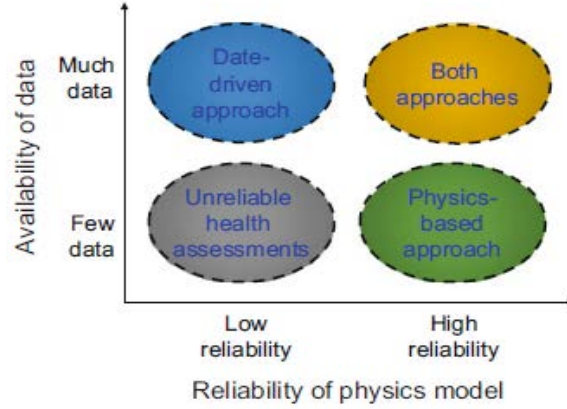 Availability of data
Much
data
Date-
driven
approach
Both
approaches
Few
data
Unreliable
health
assessments
Physics-
based
approach
Low
reliability
High
reliability
Reliability of physics model